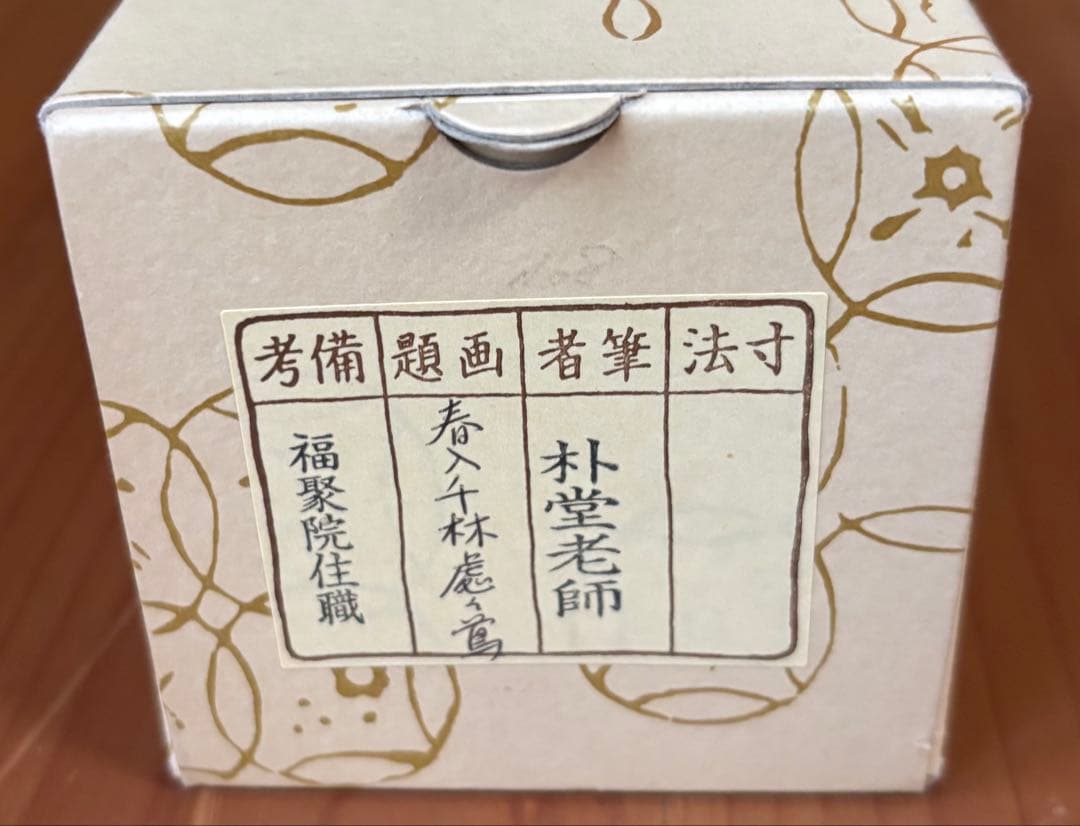 寸法
筆者
朴堂老師
画題
春入千林處々鶯
備考
福聚院住職